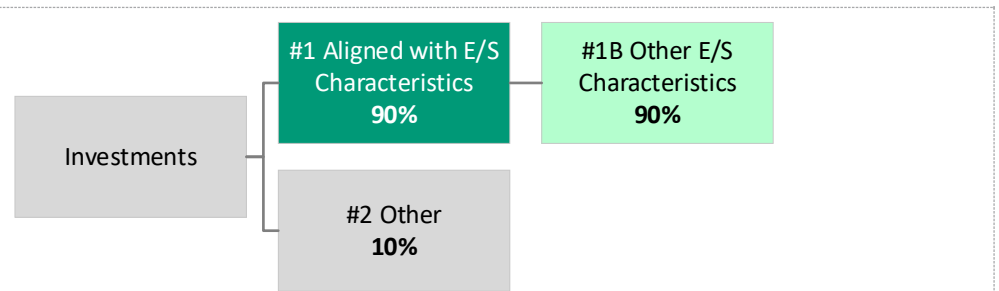 #1 Aligned with E/S
Characteristics
90%
#1B Other E/S
Characteristics
90%
Investments
#2 Other
10%